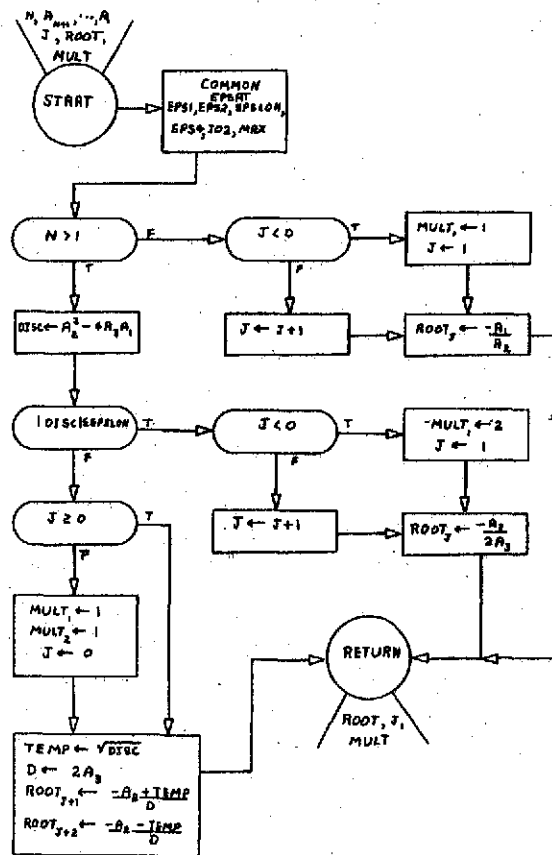 N, A_{N+1}, ..., A_1
J, ROOT,
MULT
START
COMMON
EPS1, EPS2, EPSLON,
EPS4, IO2, MAX
N > 1
F
T
J < 0
T
F
MULT_1 ← 1
J ← 1
DISC ← A_2^2 - 4A_3A_1
J ← J+1
ROOT_J ← -A_1/A_2
|DISC| ≤ EPSLON
T
F
J < 0
T
F
MULT_1 ← 2
J ← 1
J ≥ 0
T
F
J ← J+1
ROOT_J ← -A_2/2A_3
MULT_1 ← 1
MULT_2 ← 1
J ← 0
RETURN
ROOT, J,
MULT
TEMP ← √DISC
D ← 2A_3
ROOT_{J+1} ← -A_2 + TEMP/D
ROOT_{J+2} ← -A_2 - TEMP/D